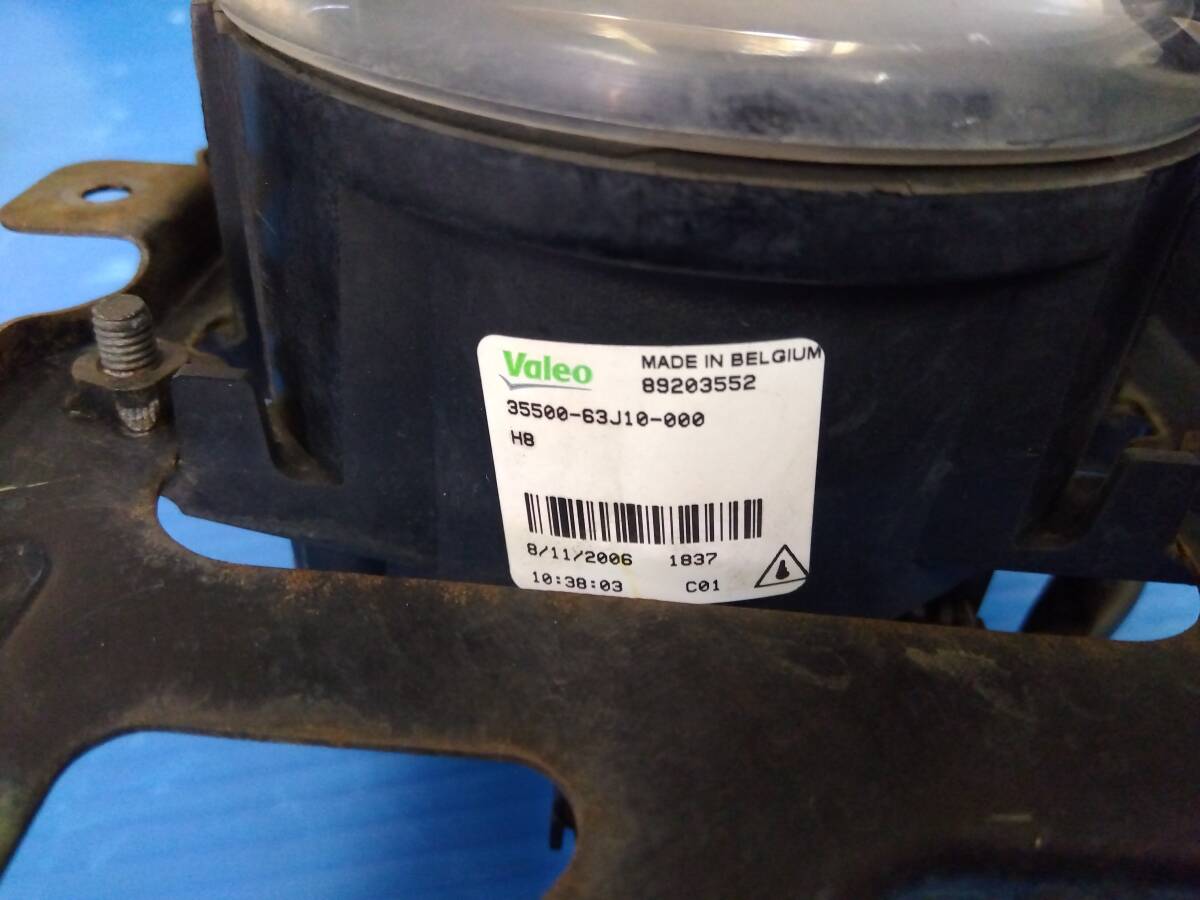 Valeo MADE IN BELGIUM
89203552
35500-63J10-000
H8
8/11/2006 1837
10:38:03 C01